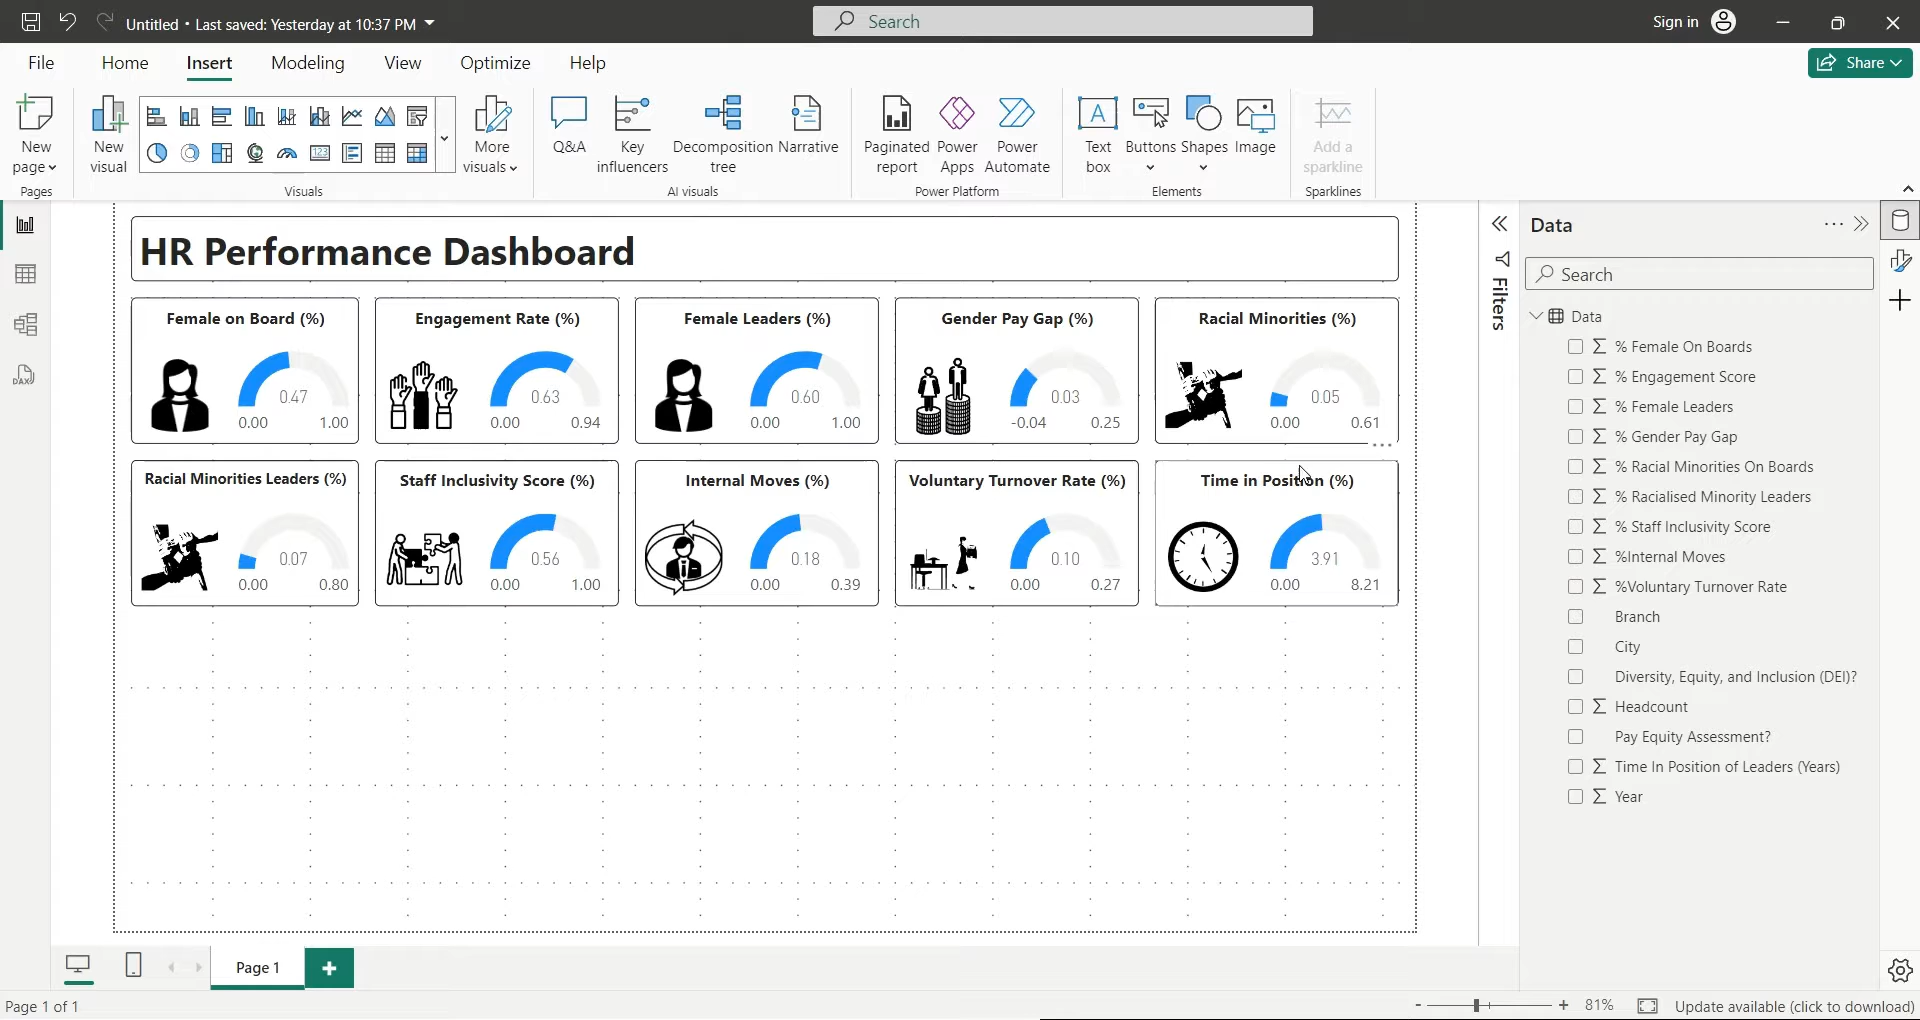 Untitled • Last saved: Yesterday at 10:37 PM
Search
Sign in
File Home Insert Modeling View Optimize Help
Share
New page
New visual
More visuals
Q&A
Key influencers
Decomposition tree
Narrative
Paginated report
Power Apps
Power Automate
Text box
Buttons
Shapes
Image
Add a sparkline
Pages
Visuals
AI visuals
Power Platform
Elements
Sparklines
HR Performance Dashboard
Female on Board (%)
0.47
0.00 1.00
Engagement Rate (%)
0.63
0.00 0.94
Female Leaders (%)
0.60
0.00 1.00
Gender Pay Gap (%)
0.03
-0.04 0.25
Racial Minorities (%)
0.05
0.00 0.61
Racial Minorities Leaders (%)
0.07
0.00 0.80
Staff Inclusivity Score (%)
0.56
0.00 1.00
Internal Moves (%)
0.18
0.00 0.39
Voluntary Turnover Rate (%)
0.10
0.00 0.27
Time in Position (%)
3.91
0.00 8.21
Filters
Data
Search
Data
% Female On Boards
% Engagement Score
% Female Leaders
% Gender Pay Gap
% Racial Minorities On Boards
% Racialised Minority Leaders
% Staff Inclusivity Score
%Internal Moves
%Voluntary Turnover Rate
Branch
City
Diversity, Equity, and Inclusion (DEI)?
Headcount
Pay Equity Assessment?
Time In Position of Leaders (Years)
Year
Page 1
Page 1 of 1
- + 81%
Update available (click to download)